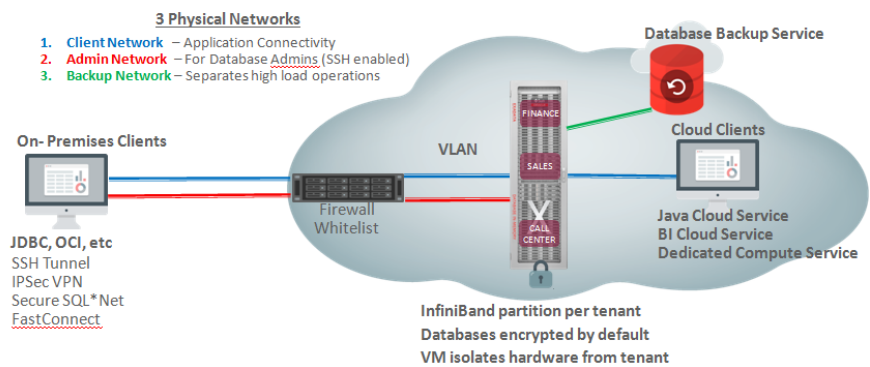 3 Physical Networks
1. Client Network – Application Connectivity
2. Admin Network – For Database Admins (SSH enabled)
3. Backup Network – Separates high load operations
Database Backup Service
On- Premises Clients
VLAN
FINANCE
SALES
CALL
CENTER
Cloud Clients
Firewall
Whitelist
JDBC, OCI, etc
SSH Tunnel
IPSec VPN
Secure SQL*Net
FastConnect
Java Cloud Service
BI Cloud Service
Dedicated Compute Service
InfiniBand partition per tenant
Databases encrypted by default
VM isolates hardware from tenant